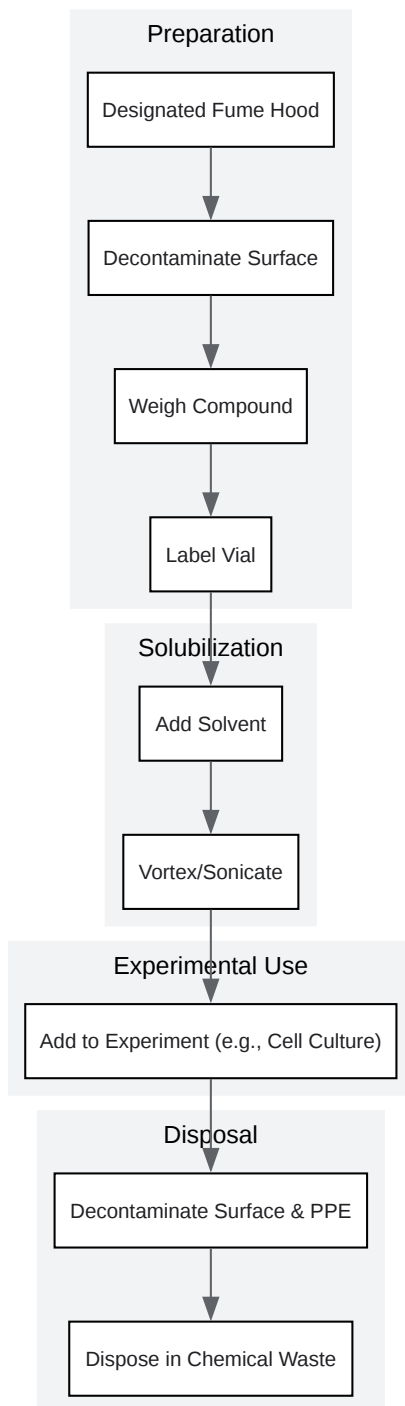 Preparation
Designated Fume Hood
Decontaminate Surface
Weigh Compound
Label Vial
Solubilization
Add Solvent
Vortex/Sonicate
Experimental Use
Add to Experiment (e.g., Cell Culture)
Disposal
Decontaminate Surface & PPE
Dispose in Chemical Waste